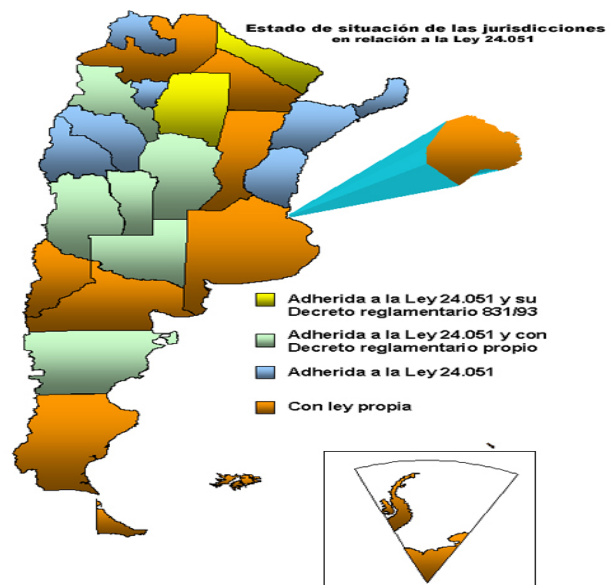 Estado de situación de las jurisdicciones
en relación a la Ley 24.051
Adherida a la Ley 24.051 y su
Decreto reglamentario 831/93
Adherida a la Ley 24.051 y con
Decreto reglamentario propio
Adherida a la Ley 24.051
Con ley propia